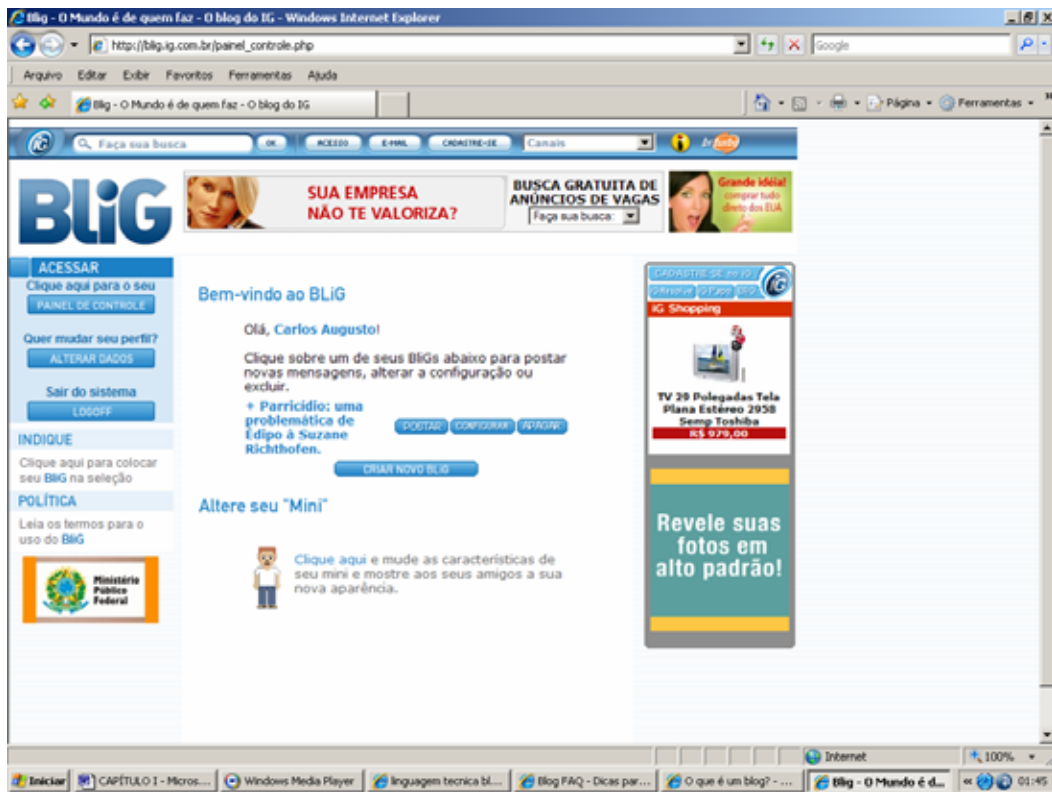 Blig - O Mundo é de quem faz - O blog do IG - Windows Internet Explorer
http://blig.ig.com.br/painel_controle.php
Google
Arquivo Editar Exibir Favoritos Ferramentas Ajuda
Blig - O Mundo é de quem faz - O blog do IG
Página Ferramentas
iG Faça sua busca OK ACESSO E-MAIL CADASTRE-SE Canais
BLiG
SUA EMPRESA
NÃO TE VALORIZA?
BUSCA GRATUITA DE
ANÚNCIOS DE VAGAS
Faça sua busca:
Grande idéia!
comprar tudo
direto dos EUA
ACESSAR
Clique aqui para o seu
PAINEL DE CONTROLE
Quer mudar seu perfil?
ALTERAR DADOS
Sair do sistema
LOGOFF
INDIQUE
Clique aqui para colocar
seu BliG na seleção
POLÍTICA
Leia os termos para o
uso do BliG
Ministério
Público
Federal
Bem-vindo ao BLiG
Olá, Carlos Augusto!
Clique sobre um de seus BliGs abaixo para postar
novas mensagens, alterar a configuração ou
excluir.
+ Parricídio: uma
problemática de
Édipo à Suzane
Richthofen.
POSTAR CONFIGURAR APAGAR
CRIAR NOVO BLiG
Altere seu "Mini"
Clique aqui e mude as características de
seu mini e mostre aos seus amigos a sua
nova aparência.
CADASTRE-SE no iG
iG Shopping
TV 29 Polegadas Tela
Plana Estéreo 2958
Semp Toshiba
R$ 979,00
Revele suas
fotos em
alto padrão!
Internet 100%
Iniciar
CAPÍTULO I - Micros...
Windows Media Player
linguagem tecnica bl...
Blog FAQ - Dicas par...
O que é um blog? - ...
Blig - O Mundo é d...
01:45